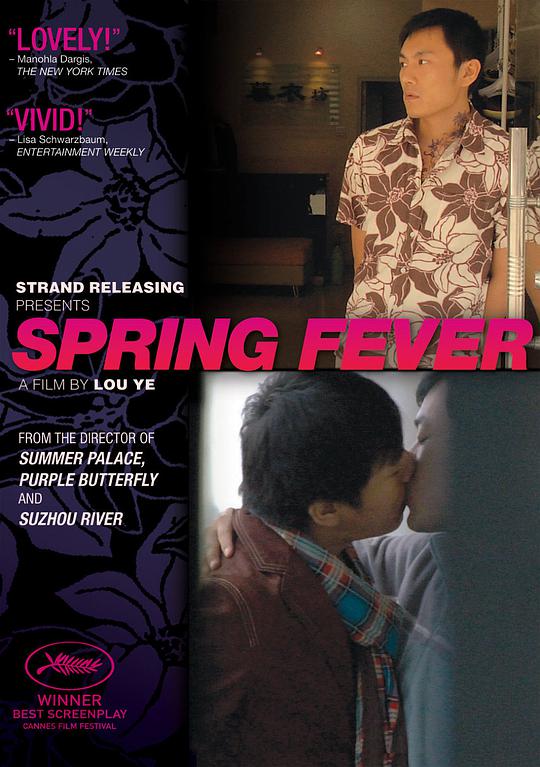 "LOVELY!"
– Manohla Dargis,
THE NEW YORK TIMES
"VIVID!"
– Lisa Schwarzbaum,
ENTERTAINMENT WEEKLY
STRAND RELEASING
PRESENTS
SPRING FEVER
A FILM BY LOU YE
FROM THE DIRECTOR OF
SUMMER PALACE,
PURPLE BUTTERFLY
AND
SUZHOU RIVER
WINNER
BEST SCREENPLAY
CANNES FILM FESTIVAL